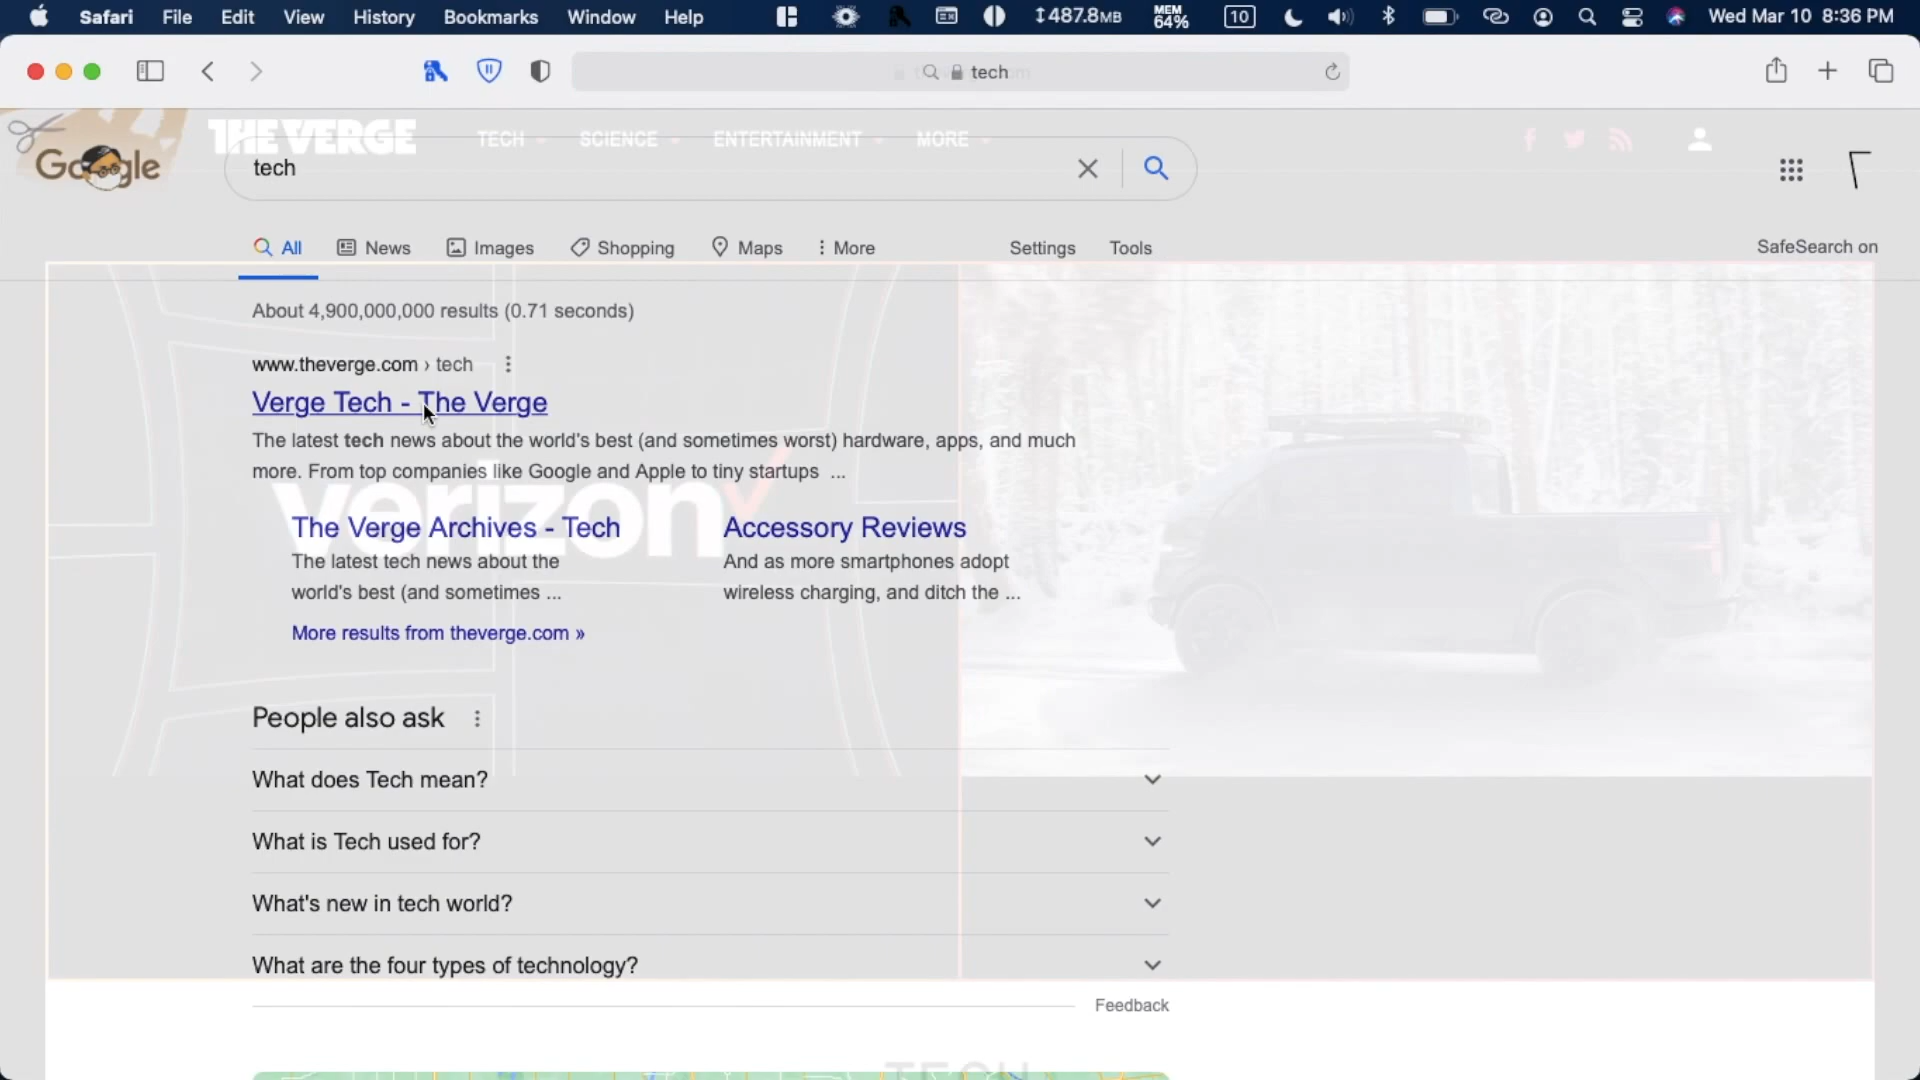 Safari File Edit View History Bookmarks Window Help 487.8MB MEM 64% 10 Wed Mar 10 8:36 PM
tech
THE VERGE TECH SCIENCE ENTERTAINMENT MORE
Google
tech
All News Images Shopping Maps More Settings Tools SafeSearch on
About 4,900,000,000 results (0.71 seconds)
www.theverge.com › tech
Verge Tech - The Verge
The latest tech news about the world's best (and sometimes worst) hardware, apps, and much
more. From top companies like Google and Apple to tiny startups ...
verizon
The Verge Archives - Tech
The latest tech news about the
world's best (and sometimes ...
Accessory Reviews
And as more smartphones adopt
wireless charging, and ditch the ...
More results from theverge.com »
People also ask
What does Tech mean?
What is Tech used for?
What's new in tech world?
What are the four types of technology?
Feedback
TECH